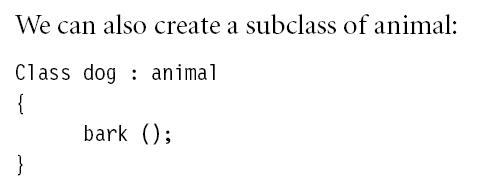 We can also create a subclass of animal:
Class dog : animal
{
bark ();
}